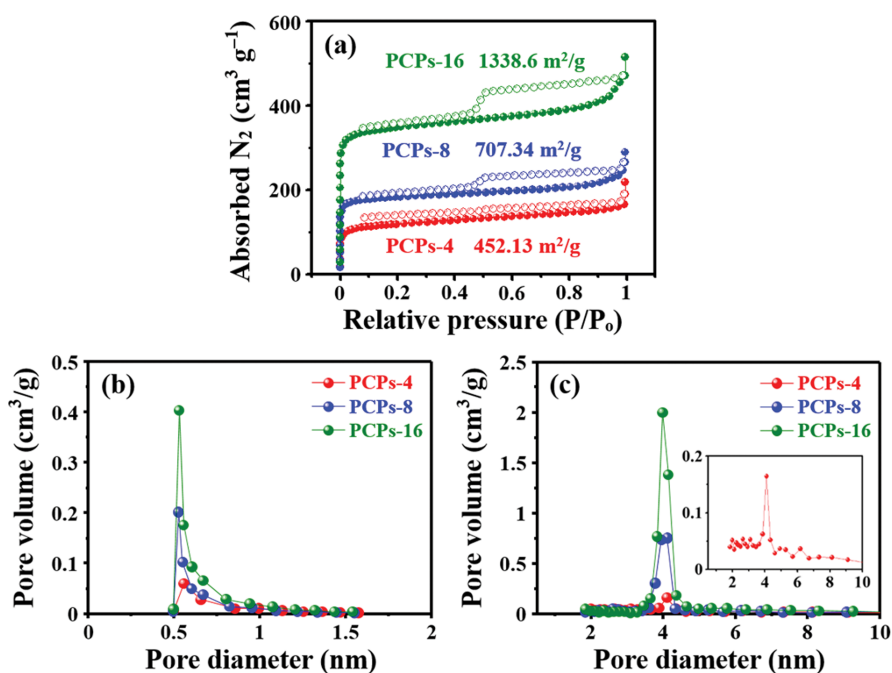 (a)
PCPs-16 1338.6 m²/g
PCPs-8 707.34 m²/g
PCPs-4 452.13 m²/g
Absorbed N₂ (cm³ g⁻¹)
600
400
200
0
0 0.2 0.4 0.6 0.8 1
Relative pressure (P/Pₒ)
(b)
PCPs-4
PCPs-8
PCPs-16
Pore volume (cm³/g)
0.5
0.4
0.3
0.2
0.1
0
0 0.5 1 1.5 2
Pore diameter (nm)
(c)
PCPs-4
PCPs-8
PCPs-16
Pore volume (cm³/g)
2.5
2
1.5
1
0.5
0
0.2
0.1
0
2 4 6 8 10
2 4 6 8 10
Pore diameter (nm)